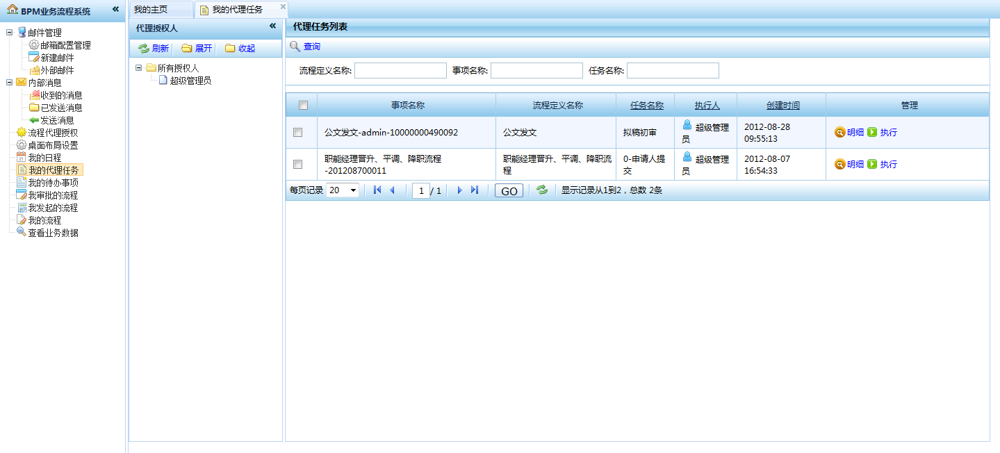 BPM业务流程系统
邮件管理
邮箱配置管理
新建邮件
外部邮件
内部消息
收到的消息
已发送消息
发送消息
流程代理授权
桌面布局设置
我的日程
我的代理任务
我的待办事项
我审批的流程
我发起的流程
我的流程
查看业务数据
我的主页 我的代理任务
代理授权人
刷新 展开 收起
所有授权人
超级管理员
代理任务列表
查询
流程定义名称: 事项名称: 任务名称:
事项名称 流程定义名称 任务名称 执行人 创建时间 管理
公文发文-admin-10000000490092 公文发文 拟稿初审 超级管理 2012-08-28 明细 执行
员 09:55:13
职能经理晋升、平调、降职流程 职能经理晋升、平调、降职流 0-申请人提 超级管理 2012-08-07 明细 执行
-201208700011 程 交 员 16:54:33
每页记录 20 1 / 1 GO 显示记录从1到2，总数 2条